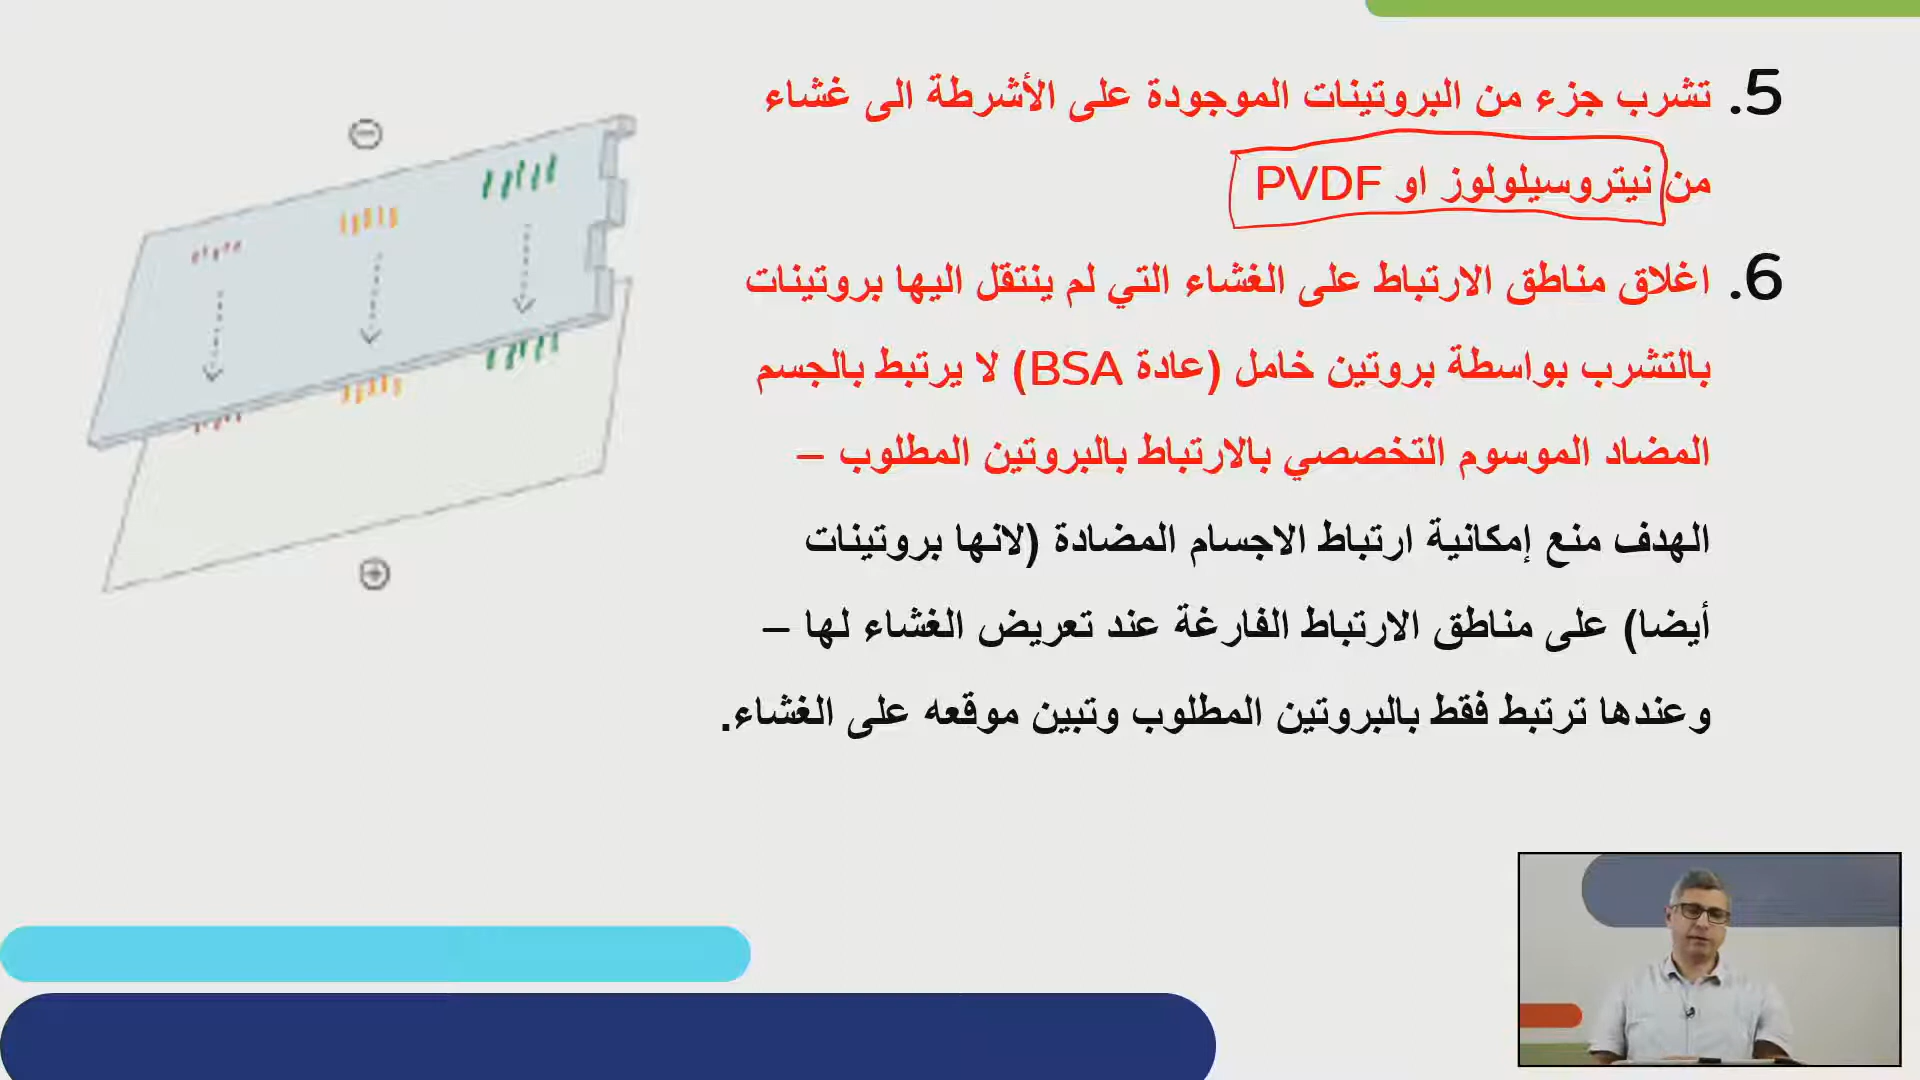 5. تشرب جزء من البروتينات الموجودة على الأشرطة الى غشاء
من نيتروسيلولوز او PVDF
6. اغلاق مناطق الارتباط على الغشاء التي لم ينتقل اليها بروتينات
بالتشرب بواسطة بروتين خامل (عادة BSA) لا يرتبط بالجسم
المضاد الموسوم التخصصي بالارتباط بالبروتين المطلوب –
الهدف منع إمكانية ارتباط الاجسام المضادة (لانها بروتينات
أيضا) على مناطق الارتباط الفارغة عند تعريض الغشاء لها –
وعندها ترتبط فقط بالبروتين المطلوب وتبين موقعه على الغشاء.